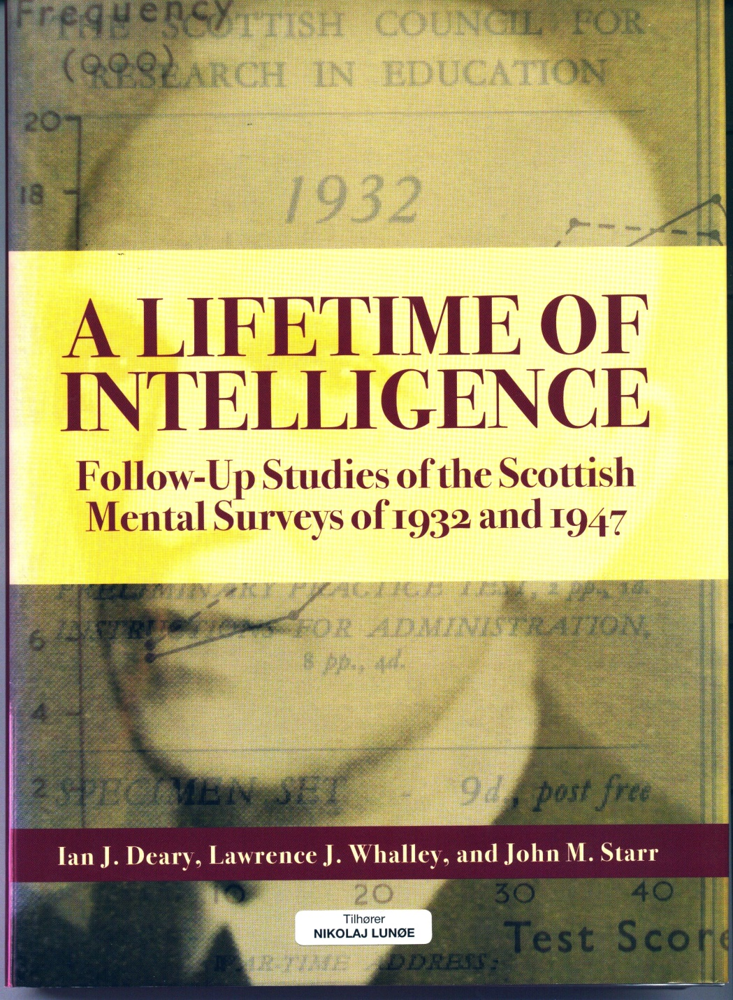 Frequency
THE SCOTTISH COUNCIL FOR
(000)
RESEARCH IN EDUCATION
20
1932
18
A LIFETIME OF
INTELLIGENCE
Follow-Up Studies of the Scottish
Mental Surveys of 1932 and 1947
PRELIMINARY PRACTICE TEST, 2 pp., 1d.
6
INSTRUCTIONS FOR ADMINISTRATION,
8 pp., 4d.
4
2
SPECIMEN SET - 9d, post free
Ian J. Deary, Lawrence J. Whalley, and John M. Starr
10 20 30 40
Tilhører
NIKOLAJ LUNØE
Test Score
WAR-TIME ADDRESS: